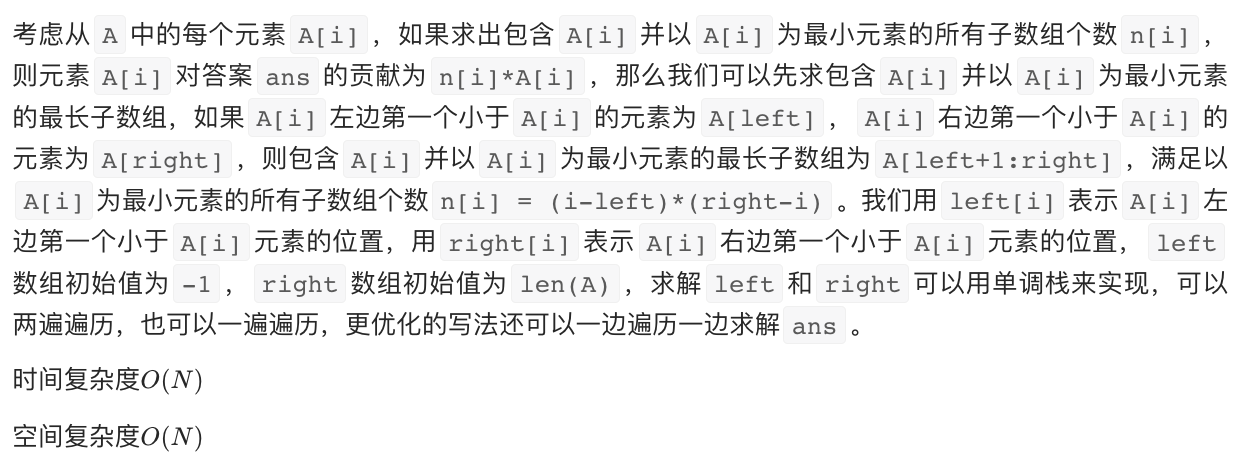 考虑从 A 中的每个元素 A[i] ，如果求出包含 A[i] 并以 A[i] 为最小元素的所有子数组个数 n[i] ，
则元素 A[i] 对答案 ans 的贡献为 n[i]*A[i] ，那么我们可以先求包含 A[i] 并以 A[i] 为最小元素
的最长子数组，如果 A[i] 左边第一个小于 A[i] 的元素为 A[left] ， A[i] 右边第一个小于 A[i] 的
元素为 A[right] ，则包含 A[i] 并以 A[i] 为最小元素的最长子数组为 A[left+1:right] ，满足以
A[i] 为最小元素的所有子数组个数 n[i] = (i-left)*(right-i) 。我们用 left[i] 表示 A[i] 左
边第一个小于 A[i] 元素的位置，用 right[i] 表示 A[i] 右边第一个小于 A[i] 元素的位置， left
数组初始值为 -1 ， right 数组初始值为 len(A) ，求解 left 和 right 可以用单调栈来实现，可以
两遍遍历，也可以一遍遍历，更优化的写法还可以一边遍历一边求解 ans 。
时间复杂度O(N)
空间复杂度O(N)